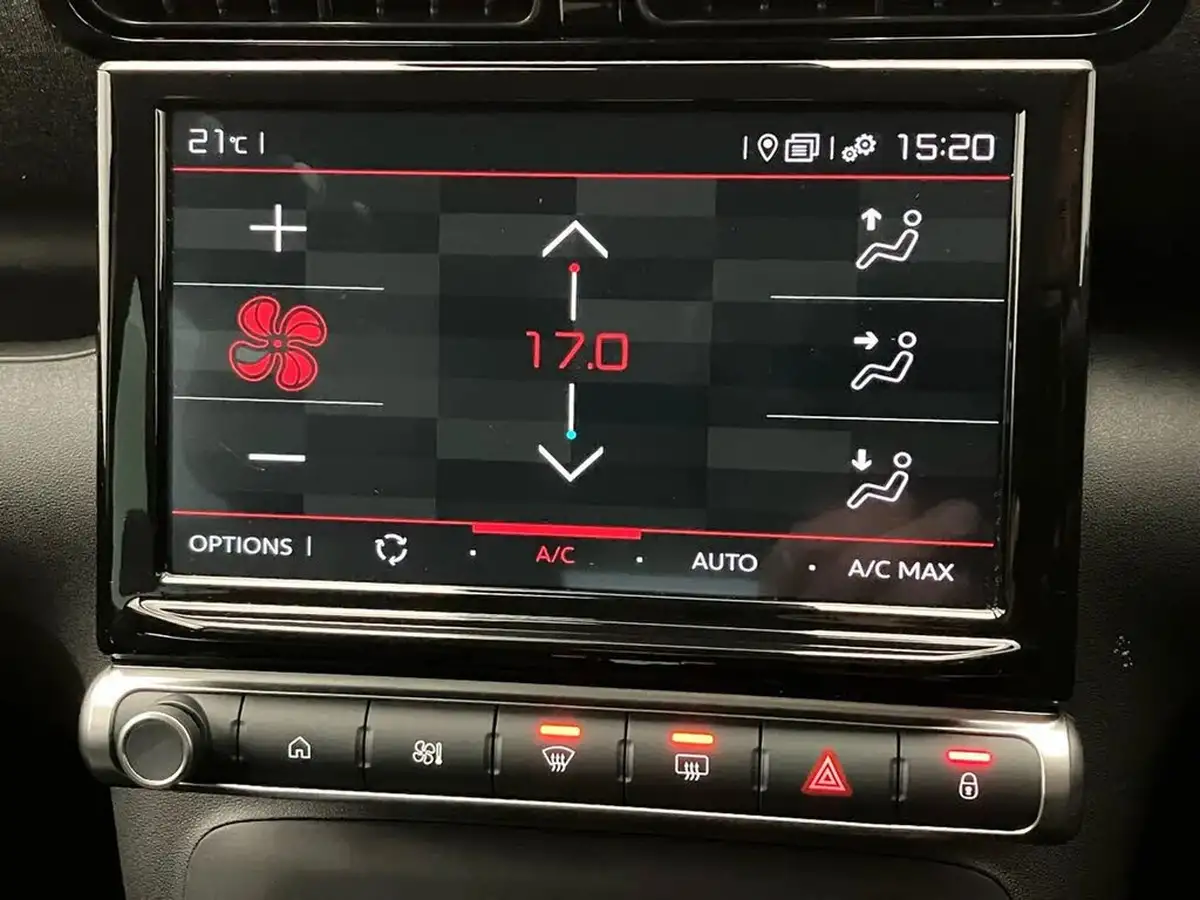 21°C
15:20
17.0
OPTIONS A/C AUTO A/C MAX